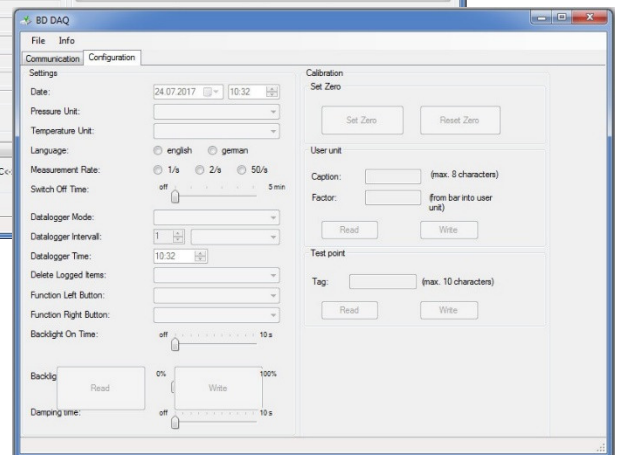 BD DAQ
File Info
Communication Configuration
Settings
Date: 24.07.2017 10:32
Pressure Unit:
Temperature Unit:
Language: english german
Measurement Rate: 1/s 2/s 50/s
Switch Off Time: off 5 min
Datalogger Mode:
Datalogger Intervall: 1
Datalogger Time: 10:32
Delete Logged Items:
Function Left Button:
Function Right Button:
Backlight On Time: off 10 s
Backlig 0% 100%
Read Write
Damping time: off 10 s
Calibration
Set Zero
Set Zero Reset Zero
User unit
Caption: (max. 8 characters)
Factor: (from bar into user
unit)
Read Write
Test point
Tag: (max. 10 characters)
Read Write